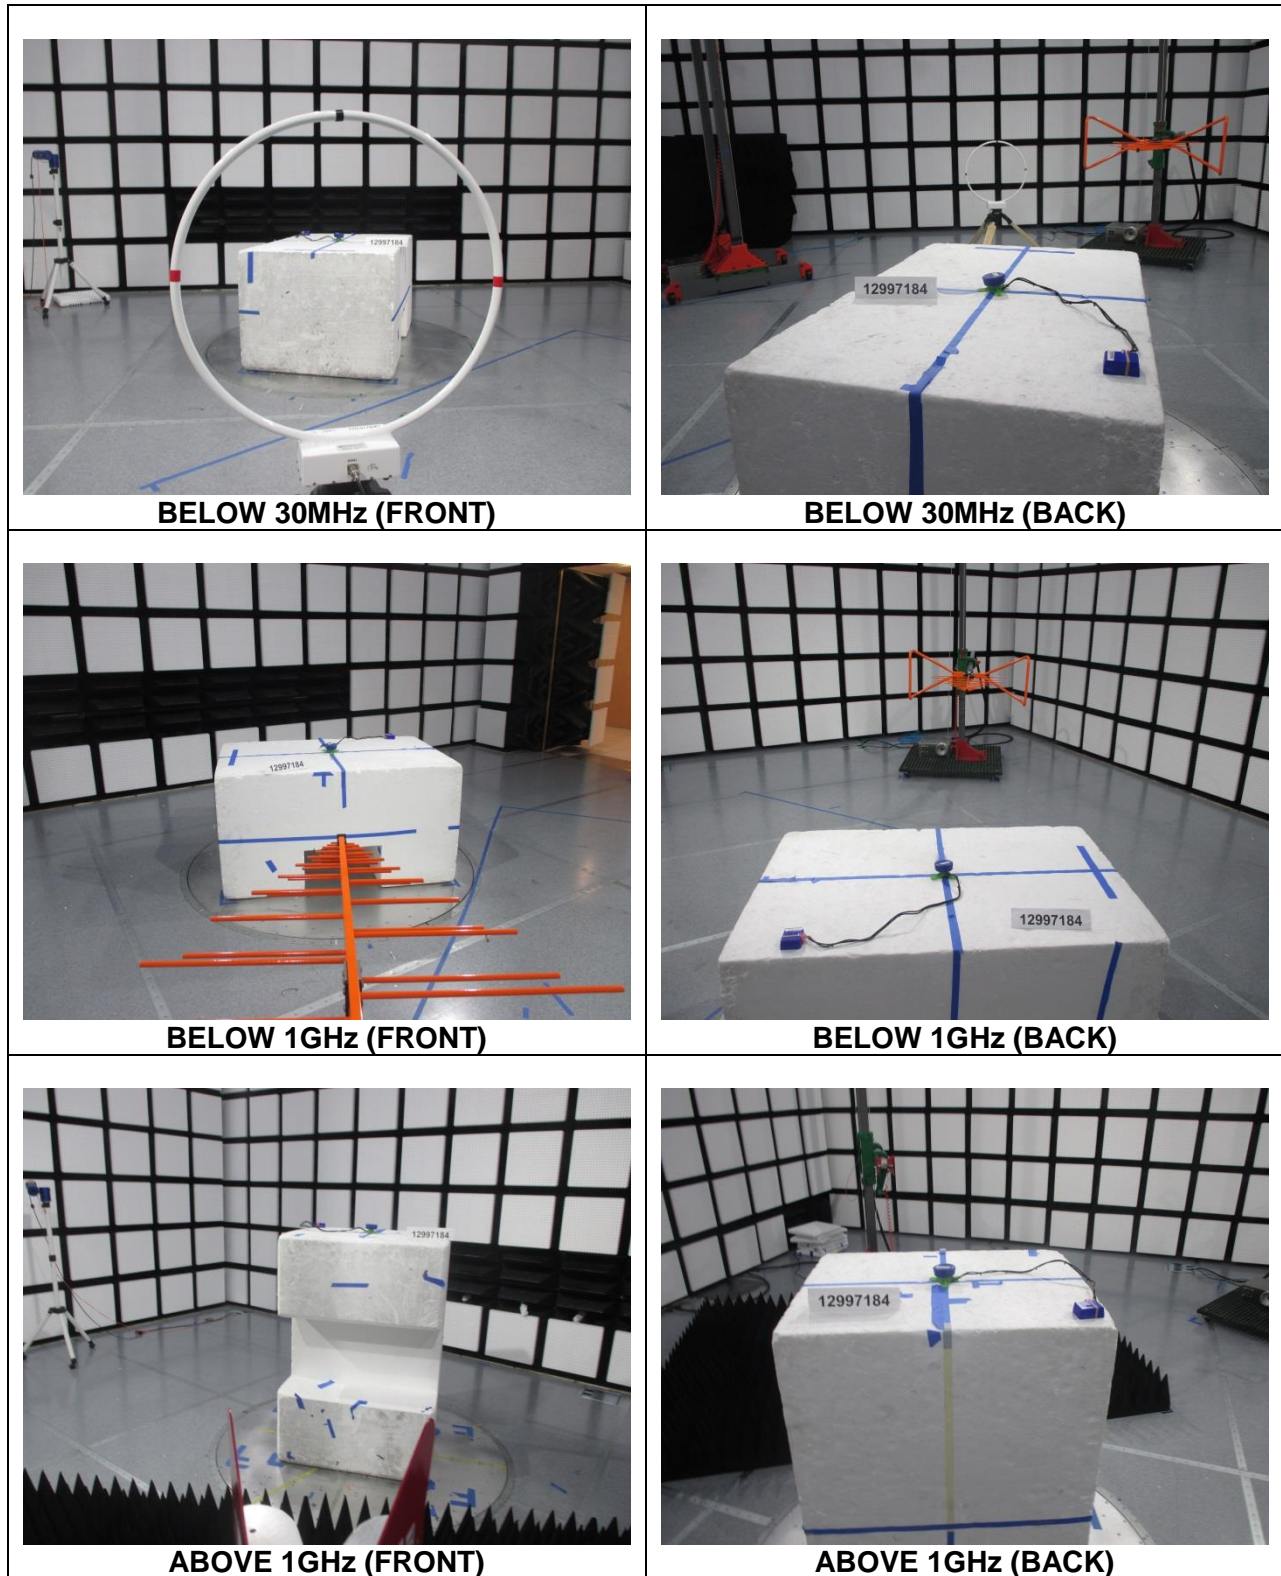 12997184
12997184
BELOW 30MHz (FRONT)
BELOW 30MHz (BACK)
12997184
12997184
BELOW 1GHz (FRONT)
BELOW 1GHz (BACK)
12997184
12997184
ABOVE 1GHz (FRONT)
ABOVE 1GHz (BACK)